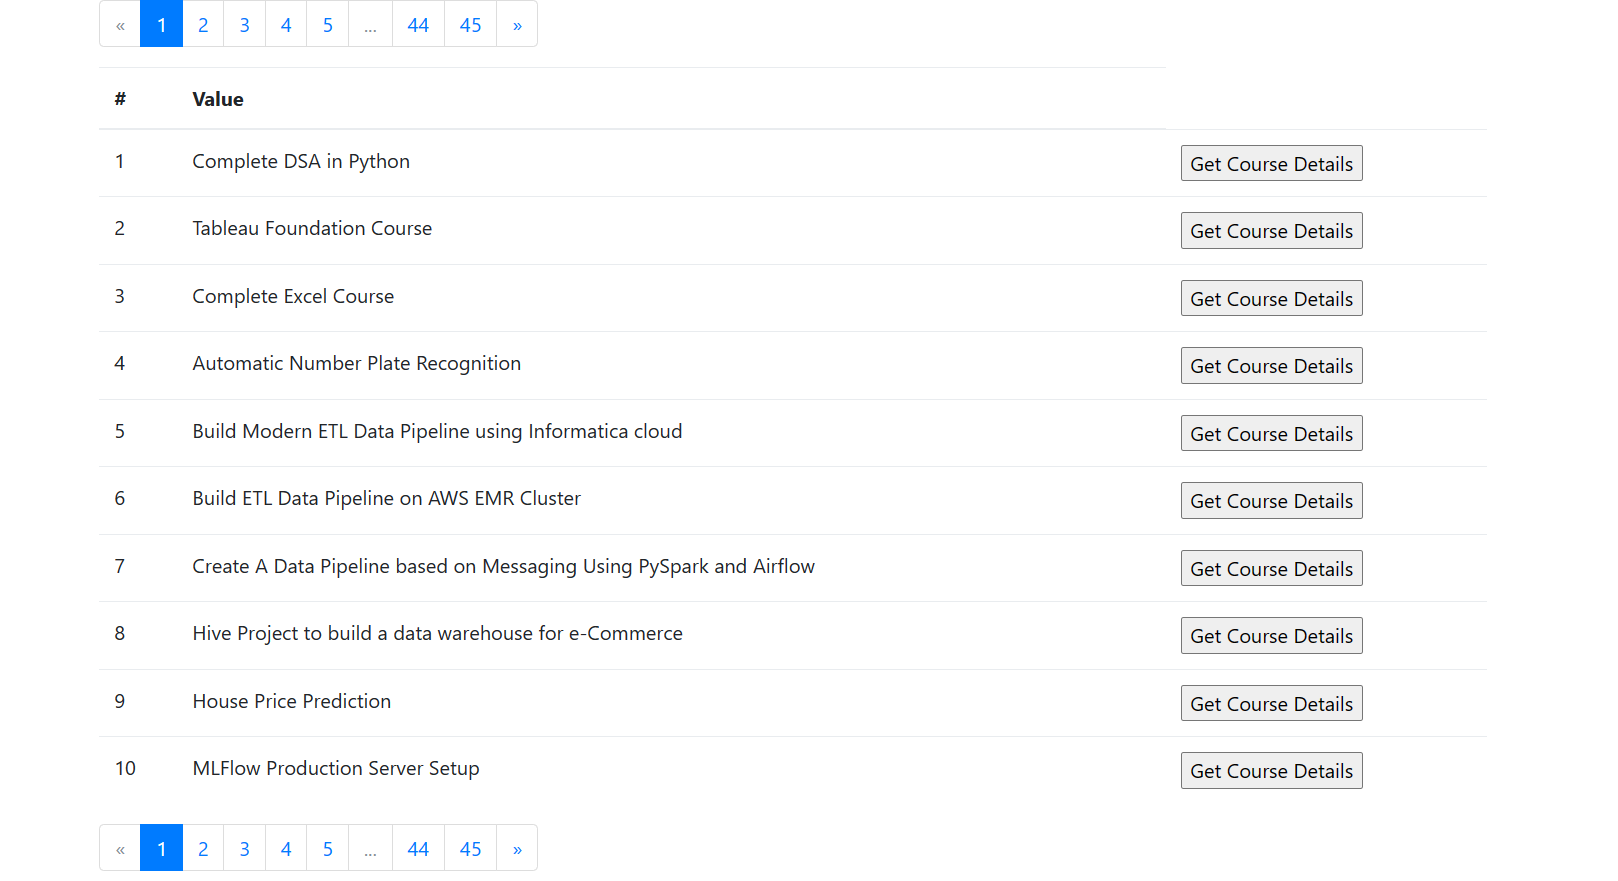 « 1 2 3 4 5 ... 44 45 »
# Value
1 Complete DSA in Python Get Course Details
2 Tableau Foundation Course Get Course Details
3 Complete Excel Course Get Course Details
4 Automatic Number Plate Recognition Get Course Details
5 Build Modern ETL Data Pipeline using Informatica cloud Get Course Details
6 Build ETL Data Pipeline on AWS EMR Cluster Get Course Details
7 Create A Data Pipeline based on Messaging Using PySpark and Airflow Get Course Details
8 Hive Project to build a data warehouse for e-Commerce Get Course Details
9 House Price Prediction Get Course Details
10 MLFlow Production Server Setup Get Course Details
« 1 2 3 4 5 ... 44 45 »